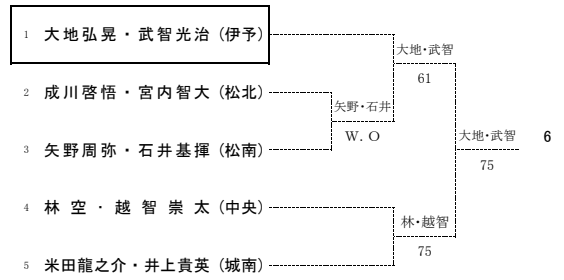 1 大地弘晃・武智光治 (伊予)
大地・武智
61
2 成川啓悟・宮内智大 (松北)
矢野・石井
W.O
大地・武智
6
75
3 矢野周弥・石井基揮 (松南)
4 林 空・越智崇太 (中央)
林・越智
75
5 米田龍之介・井上貴英 (城南)